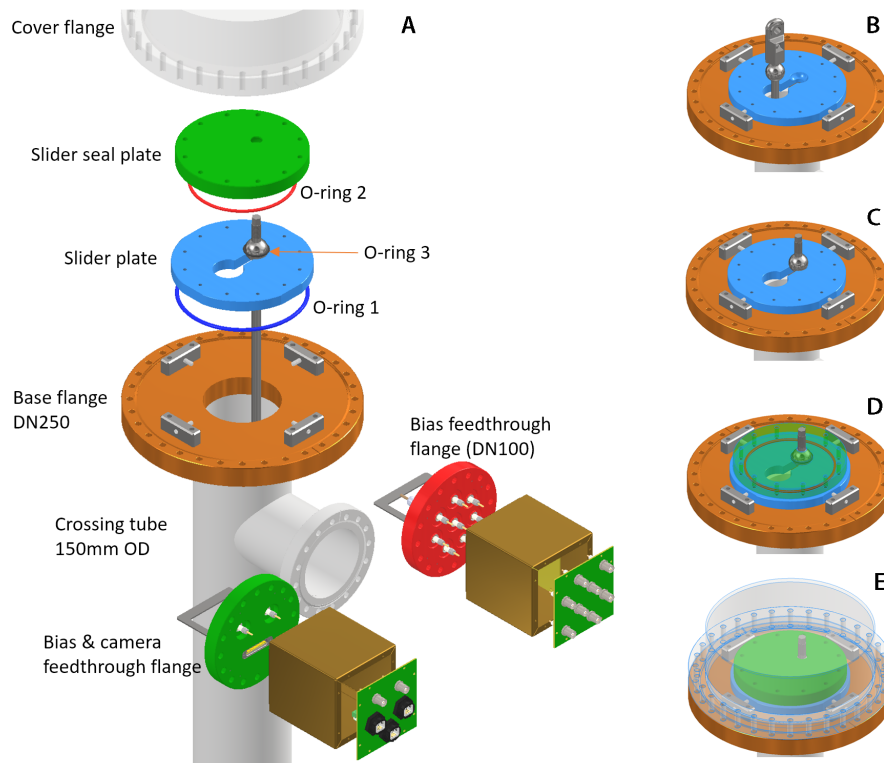 Cover flange
A
B
Slider seal plate
O-ring 2
Slider plate
O-ring 3
C
O-ring 1
Base flange
DN250
Bias feedthrough
flange (DN100)
D
Crossing tube
150mm OD
E
Bias & camera
feedthrough flange